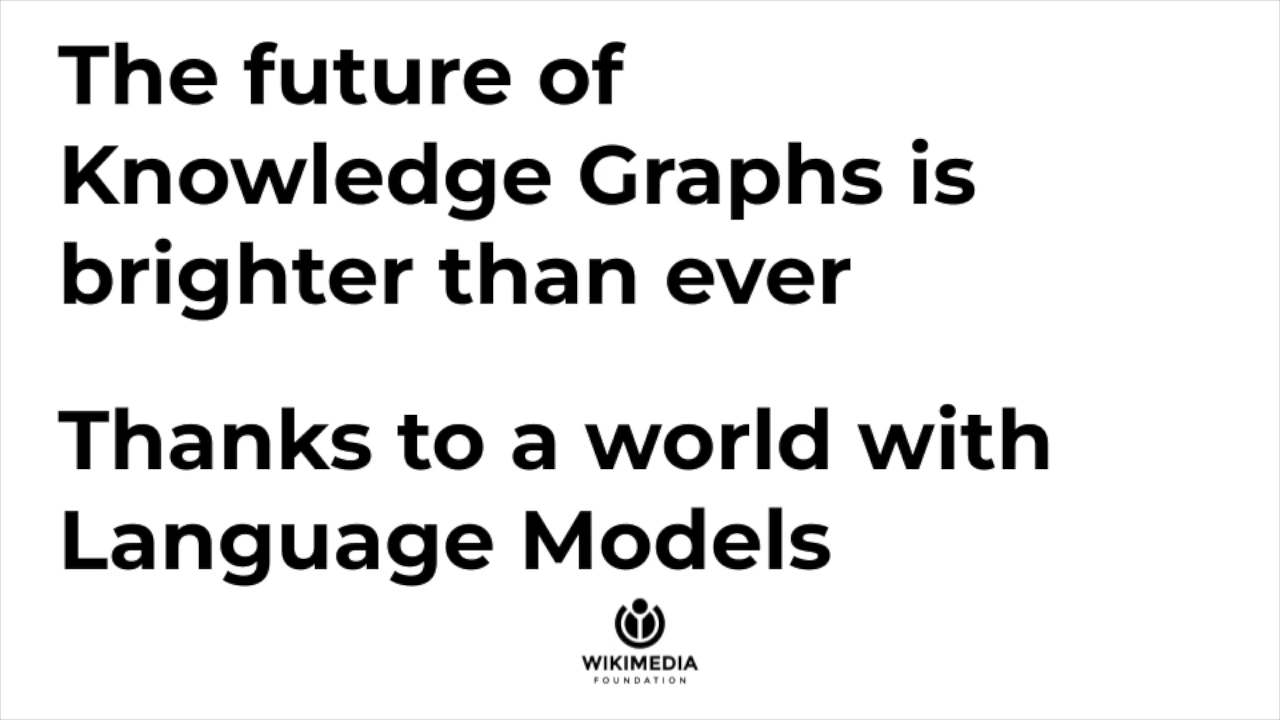 The future of
Knowledge Graphs is
brighter than ever
Thanks to a world with
Language Models
WIKIMEDIA
FOUNDATION